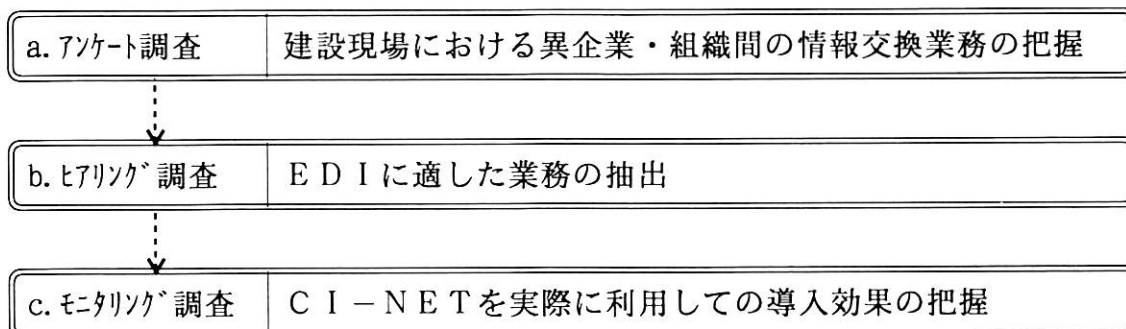 a. ｱﾝｹｰﾄ調査 建設現場における異企業・組織間の情報交換業務の把握
b. ﾋｱﾘﾝｸﾞ調査 ＥＤＩに適した業務の抽出
c. ﾓﾆﾀﾘﾝｸﾞ調査 ＣＩ－ＮＥＴを実際に利用しての導入効果の把握